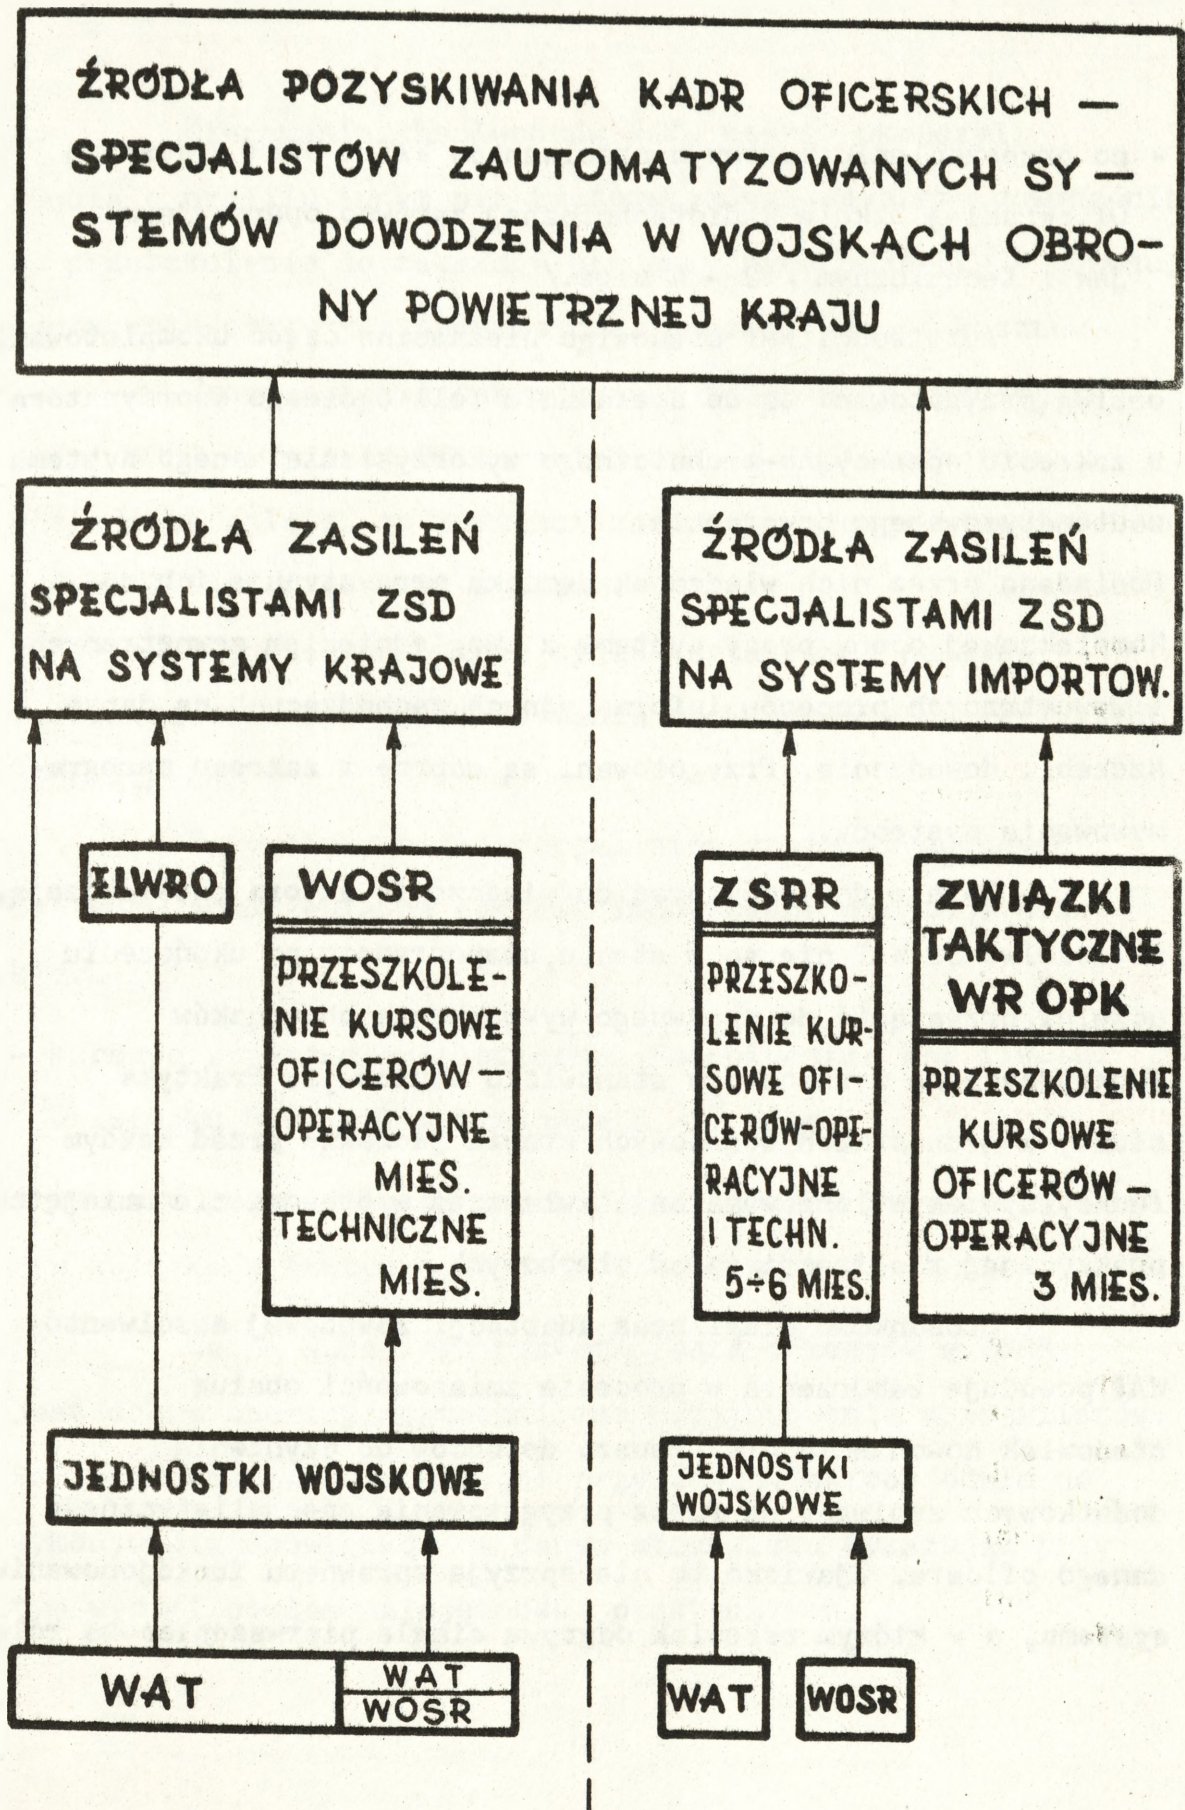 ŹRÓDŁA POZYSKIWANIA KADR OFICERSKICH —
SPECJALISTÓW ZAUTOMATYZOWANYCH SY —
STEMÓW DOWODZENIA W WOJSKACH OBRO-
NY POWIETRZNEJ KRAJU
ŹRÓDŁA ZASILEŃ
SPECJALISTAMI ZSD
NA SYSTEMY KRAJOWE
ŹRÓDŁA ZASILEŃ
SPECJALISTAMI ZSD
NA SYSTEMY IMPORTOW.
ELWRO
WOSR
PRZESZKOLE-
NIE KURSOWE
OFICERÓW —
OPERACYJNE
MIES.
TECHNICZNE
MIES.
ZSRR
PRZESZKO-
LENIE KUR-
SOWE OFI-
CERÓW-OPE-
RACYJNE
I TECHN.
5÷6 MIES.
ZWIĄZKI
TAKTYCZNE
WR OPK
PRZESZKOLENIE
KURSOWE
OFICERÓW —
OPERACYJNE
3 MIES.
JEDNOSTKI WOJSKOWE
JEDNOSTKI
WOJSKOWE
WAT
WAT
WOSR
WAT
WOSR